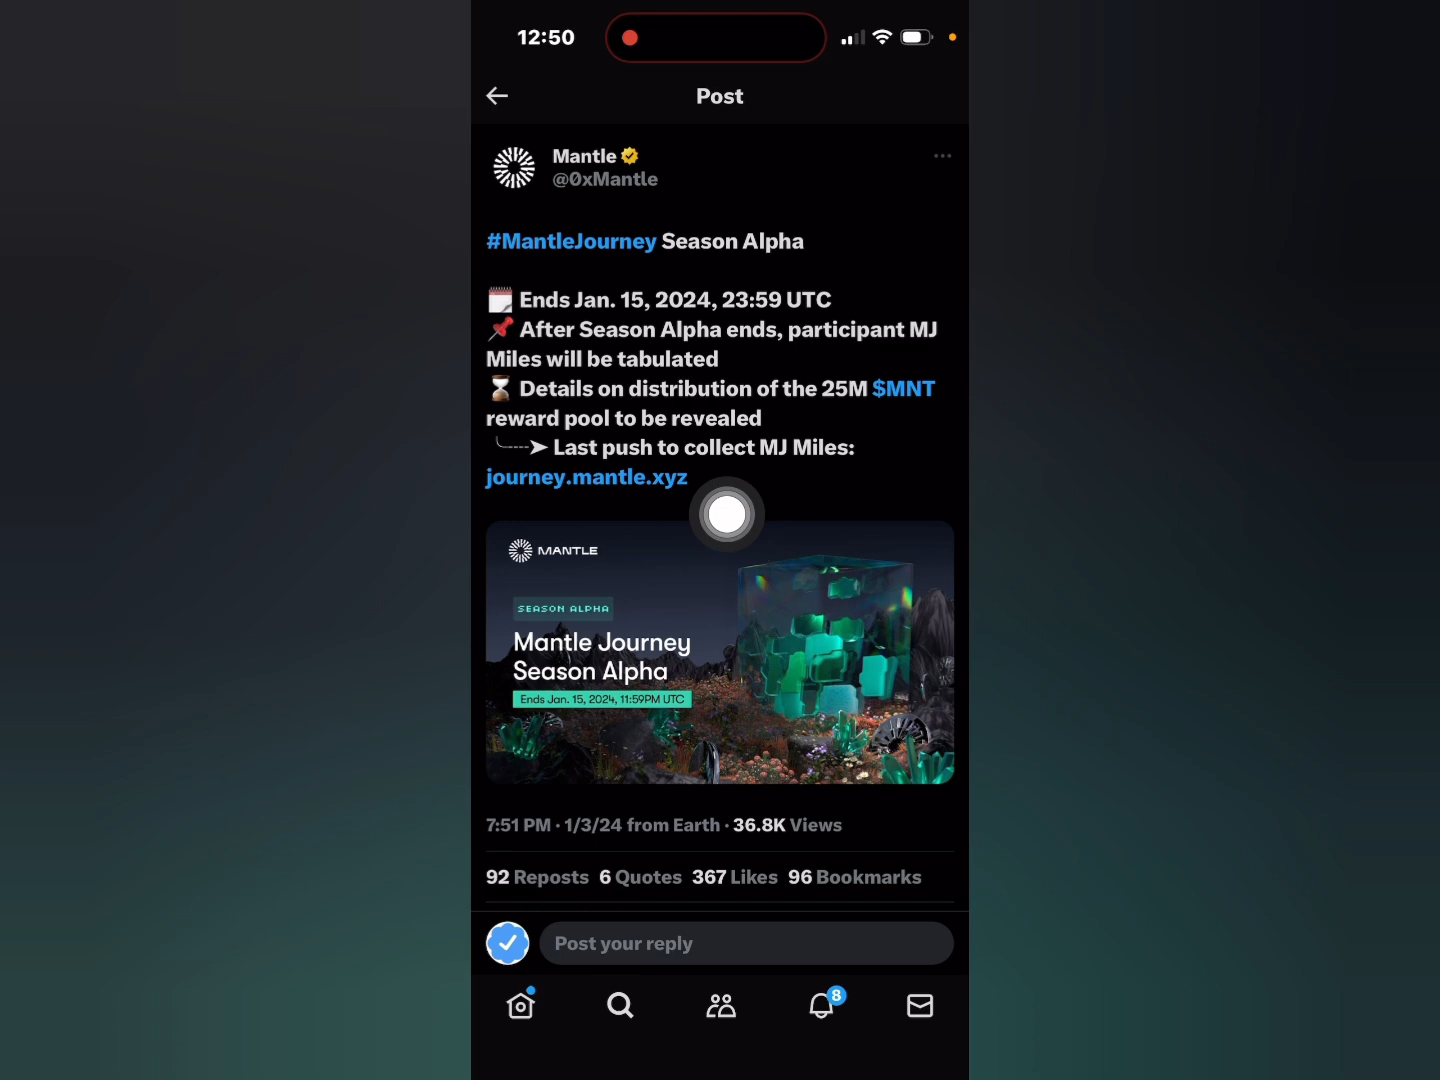 12:50
Post
Mantle
@0xMantle
#MantleJourney Season Alpha
🗓️ Ends Jan. 15, 2024, 23:59 UTC
📌 After Season Alpha ends, participant MJ
Miles will be tabulated
⏳ Details on distribution of the 25M $MNT
reward pool to be revealed
╰┈➤ Last push to collect MJ Miles:
journey.mantle.xyz
MANTLE
SEASON ALPHA
Mantle Journey
Season Alpha
Ends Jan. 15, 2024, 11:59PM UTC
7:51 PM · 1/3/24 from Earth · 36.8K Views
92 Reposts 6 Quotes 367 Likes 96 Bookmarks
Post your reply
8